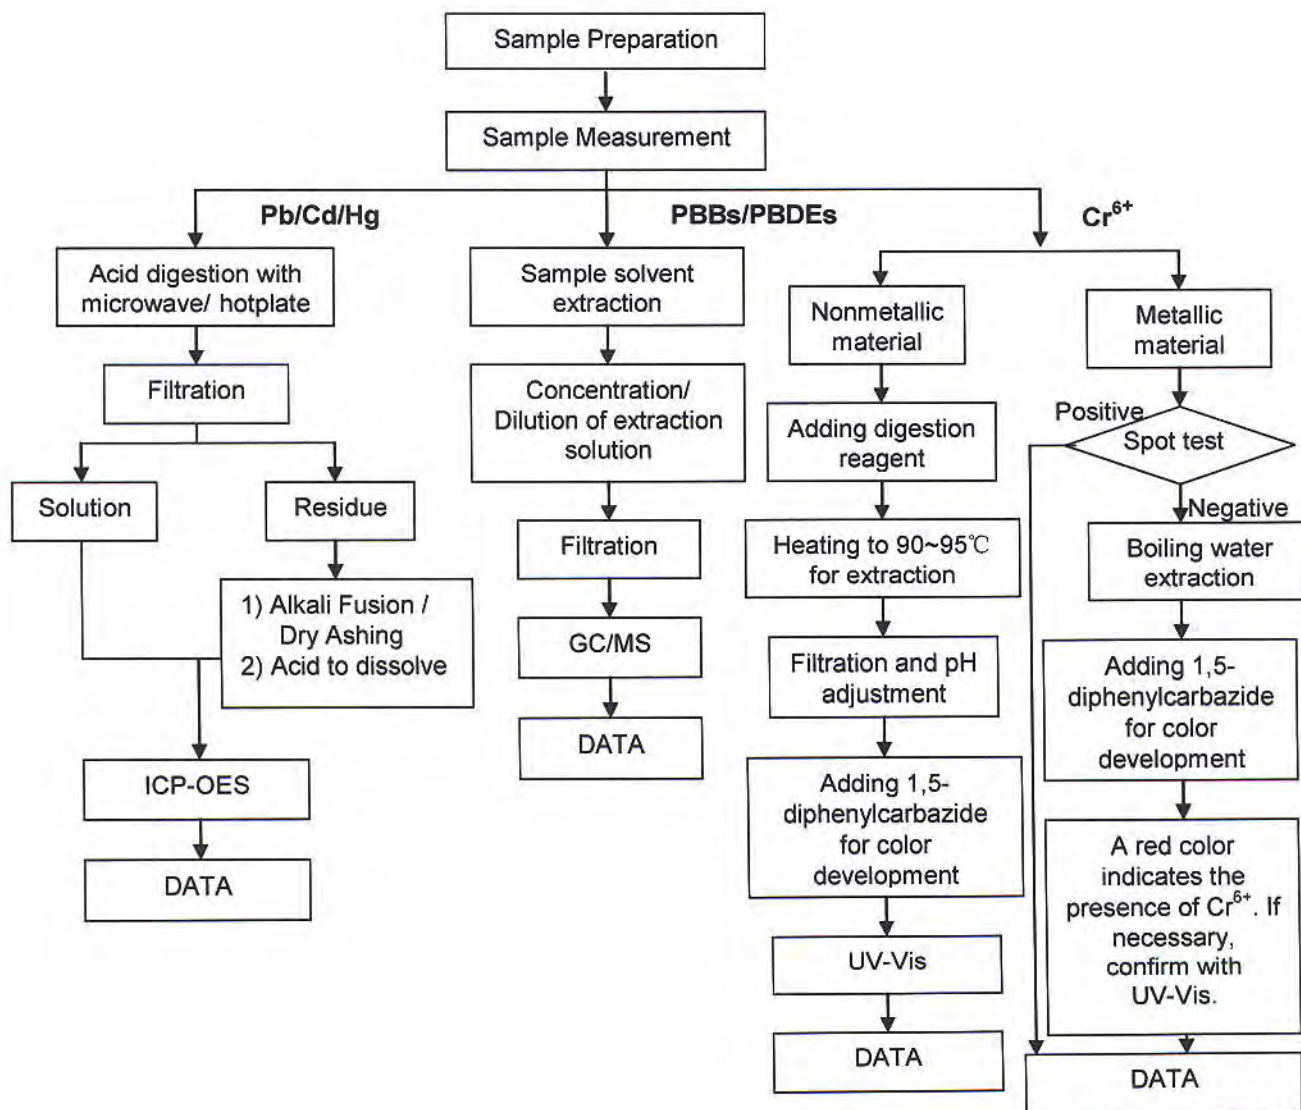 Sample Preparation
Sample Measurement
Pb/Cd/Hg
PBBs/PBDEs
Cr⁶⁺
Acid digestion with
microwave/ hotplate
Filtration
Solution
Residue
1) Alkali Fusion /
Dry Ashing
2) Acid to dissolve
ICP-OES
DATA
Sample solvent
extraction
Concentration/
Dilution of extraction
solution
Filtration
GC/MS
DATA
Nonmetallic
material
Adding digestion
reagent
Heating to 90~95℃
for extraction
Filtration and pH
adjustment
Adding 1,5-
diphenylcarbazide
for color
development
UV-Vis
DATA
Metallic
material
Positive
Spot test
Negative
Boiling water
extraction
Adding 1,5-
diphenylcarbazide
for color
development
A red color
indicates the
presence of Cr⁶⁺. If
necessary,
confirm with
UV-Vis.
DATA